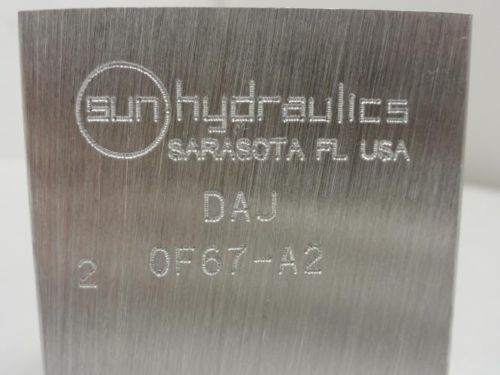 sun hydraulics
SARASOTA FL USA
DAJ
2 0F67-A2